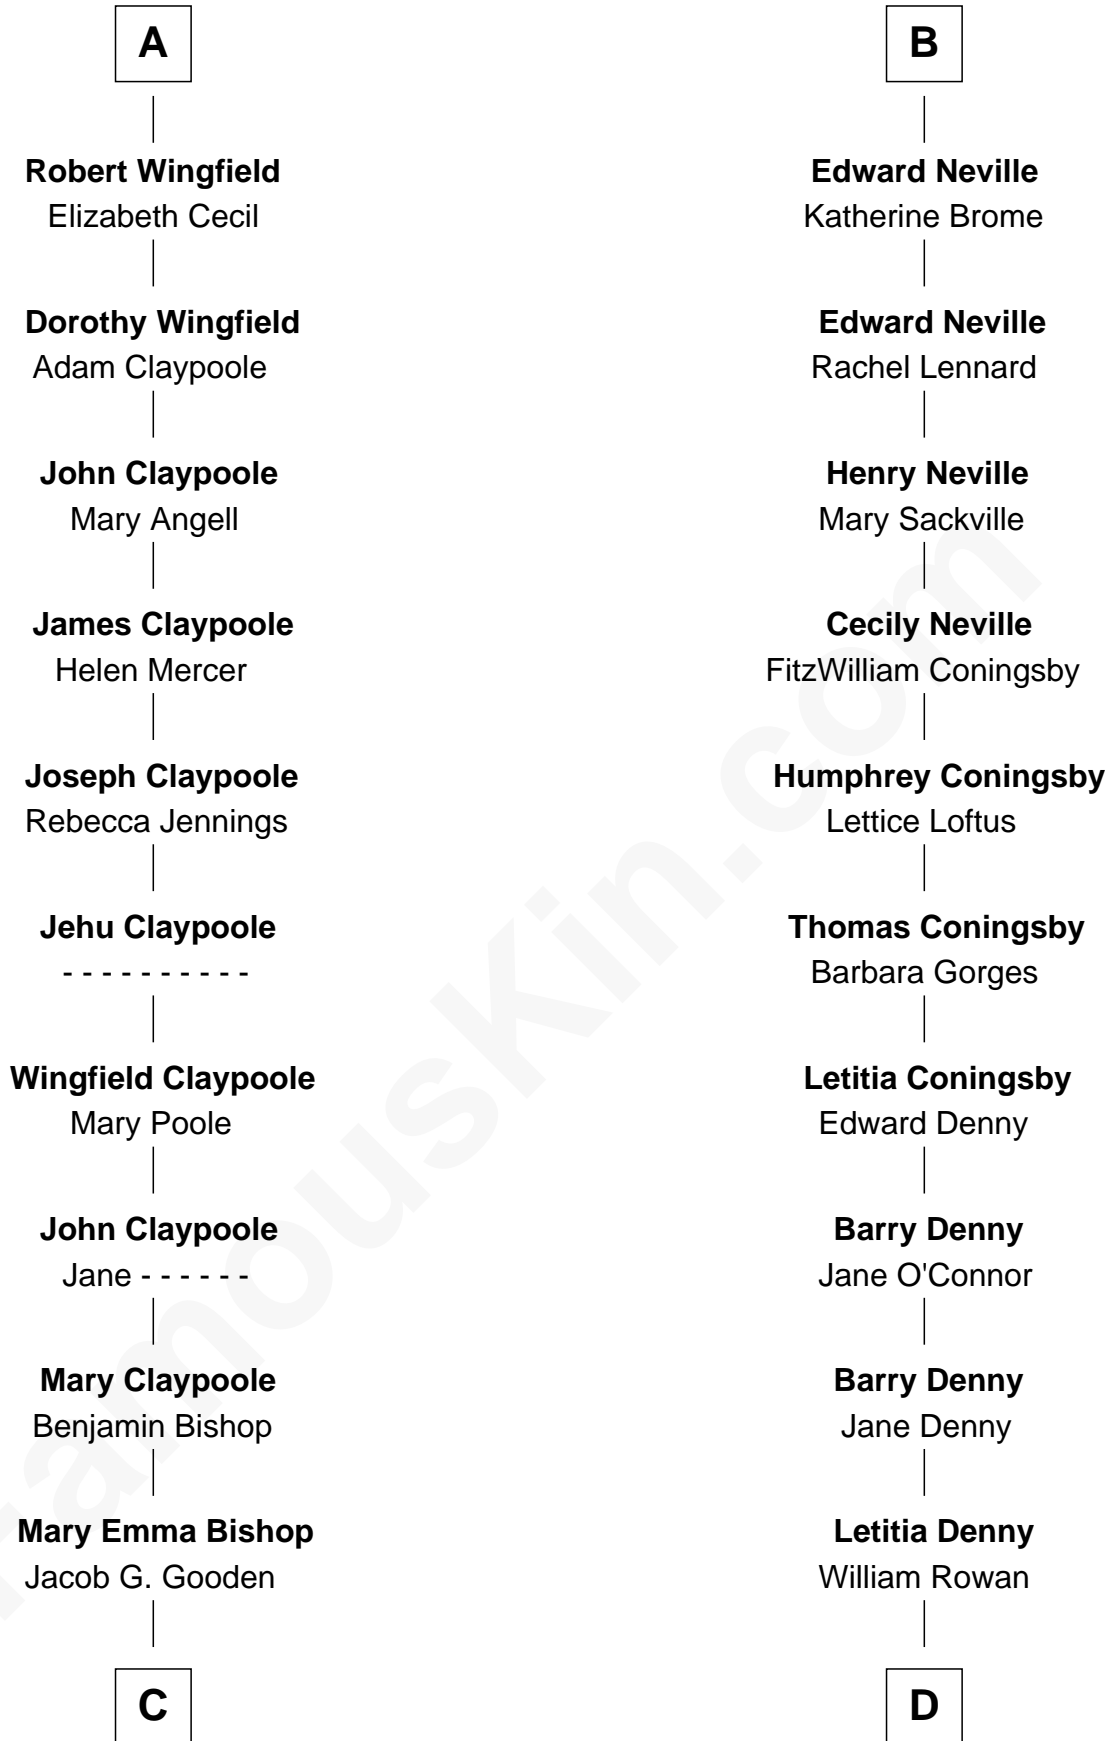 A
Robert Wingfield
Elizabeth Cecil
Dorothy Wingfield
Adam Claypoole
John Claypoole
Mary Angell
James Claypoole
Helen Mercer
Joseph Claypoole
Rebecca Jennings
Jehu Claypoole
- - - - - - - - - -
Wingfield Claypoole
Mary Poole
John Claypoole
Jane - - - - - -
Mary Claypoole
Benjamin Bishop
Mary Emma Bishop
Jacob G. Gooden
C
B
Edward Neville
Katherine Brome
Edward Neville
Rachel Lennard
Henry Neville
Mary Sackville
Cecily Neville
FitzWilliam Coningsby
Humphrey Coningsby
Lettice Loftus
Thomas Coningsby
Barbara Gorges
Letitia Coningsby
Edward Denny
Barry Denny
Jane O'Connor
Barry Denny
Jane Denny
Letitia Denny
William Rowan
D
FamousKin.com